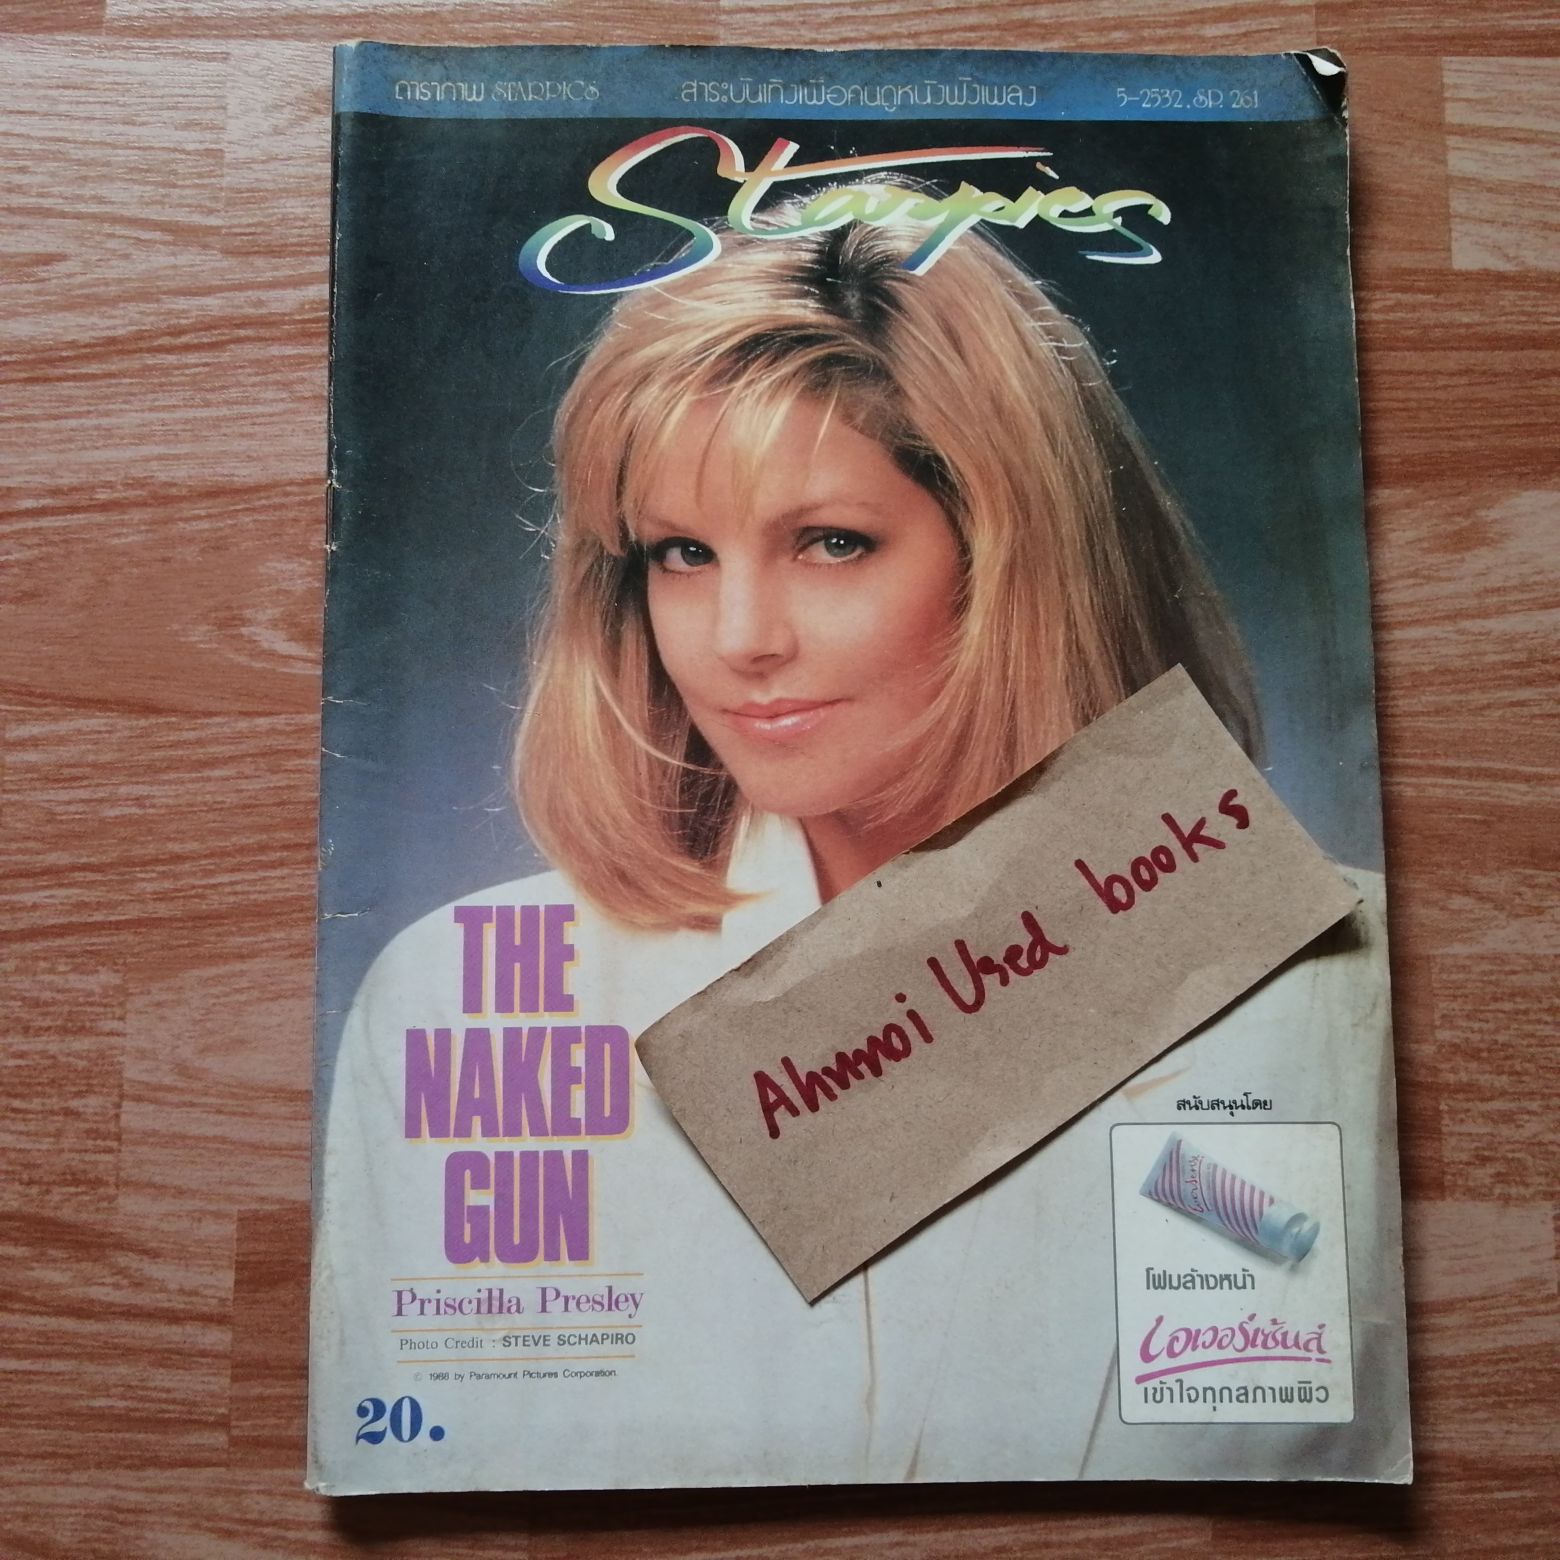 ดาราภาพ STARPICS สาระบันเทิงเพื่อคนดูหนังฟังเพลง 5-2532. SP. 261
Starpics
Ahnnoi Used books
THE
NAKED
GUN
Priscilla Presley
Photo Credit : STEVE SCHAPIRO
© 1988 by Paramount Pictures Corporation.
20.
สนับสนุนโดย
โฟมล้างหน้า
เอเวอร์เซ้นส์
เข้าใจทุกสภาพผิว